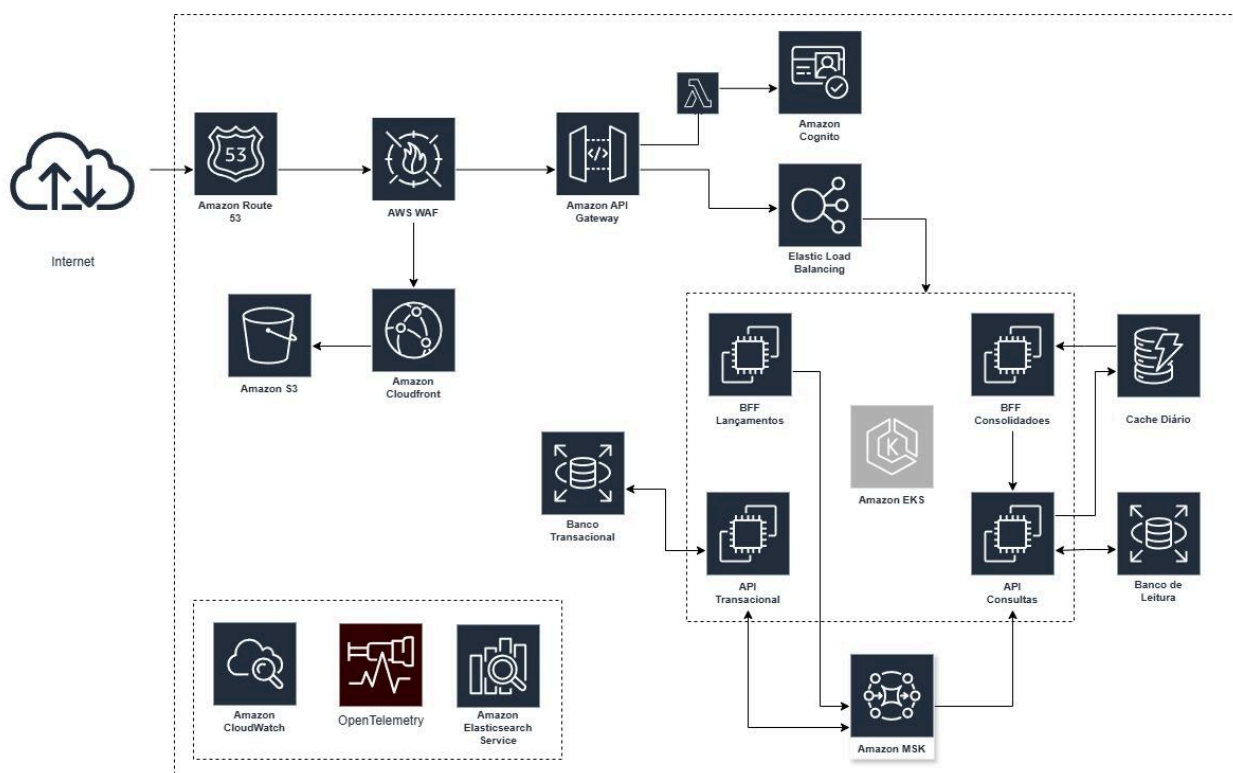 53
Amazon Route
53
Internet
AWS WAF
</>
Amazon API
Gateway
λ
Amazon
Cognito
Elastic Load
Balancing
Amazon S3
Amazon
Cloudfront
BFF
Lançamentos
BFF
Consolidadoes
Cache Diário
K
Amazon EKS
Banco
Transacional
API
Transacional
API
Consultas
Banco de
Leitura
Amazon
CloudWatch
OpenTelemetry
Amazon
Elasticsearch
Service
Amazon MSK